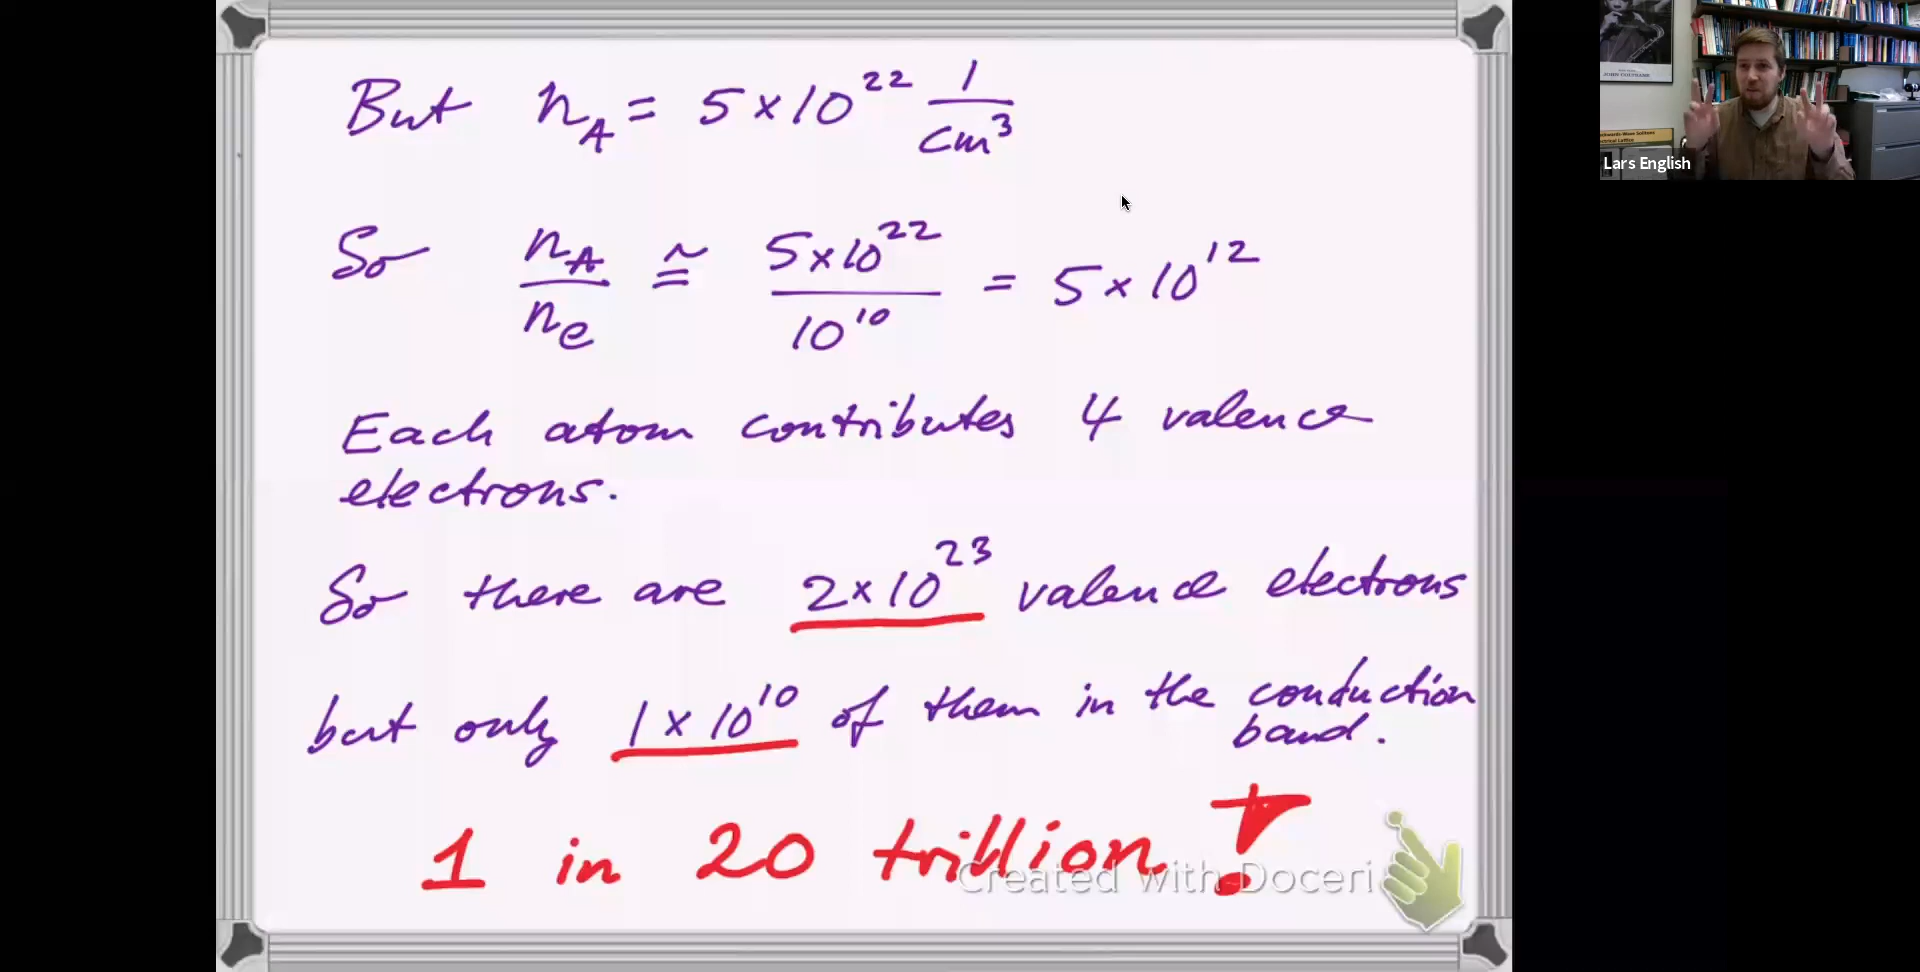 But n_A = 5 × 10^22 1/cm^3
So n_A/n_e ≅ 5×10^22/10^10 = 5 × 10^12
Each atom contributes 4 valence
electrons.
So there are 2×10^23 valence electrons
but only 1 × 10^10 of them in the conduction
band.
1 in 20 trillion!
Created with Doceri
JOHN COLTRANE
Lars English